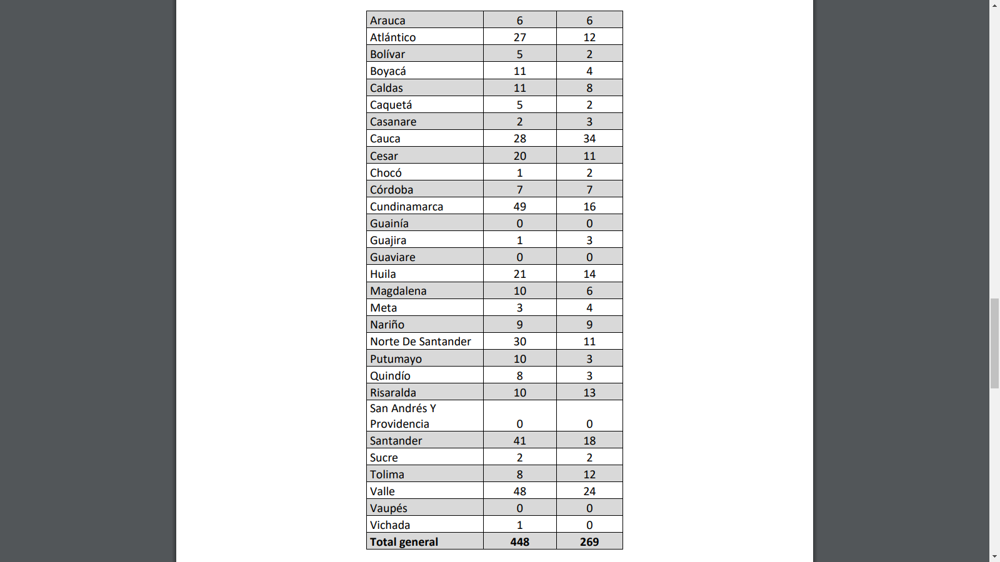 Arauca 6 6
Atlántico 27 12
Bolívar 5 2
Boyacá 11 4
Caldas 11 8
Caquetá 5 2
Casanare 2 3
Cauca 28 34
Cesar 20 11
Chocó 1 2
Córdoba 7 7
Cundinamarca 49 16
Guainía 0 0
Guajira 1 3
Guaviare 0 0
Huila 21 14
Magdalena 10 6
Meta 3 4
Nariño 9 9
Norte De Santander 30 11
Putumayo 10 3
Quindío 8 3
Risaralda 10 13
San Andrés Y
Providencia 0 0
Santander 41 18
Sucre 2 2
Tolima 8 12
Valle 48 24
Vaupés 0 0
Vichada 1 0
Total general 448 269